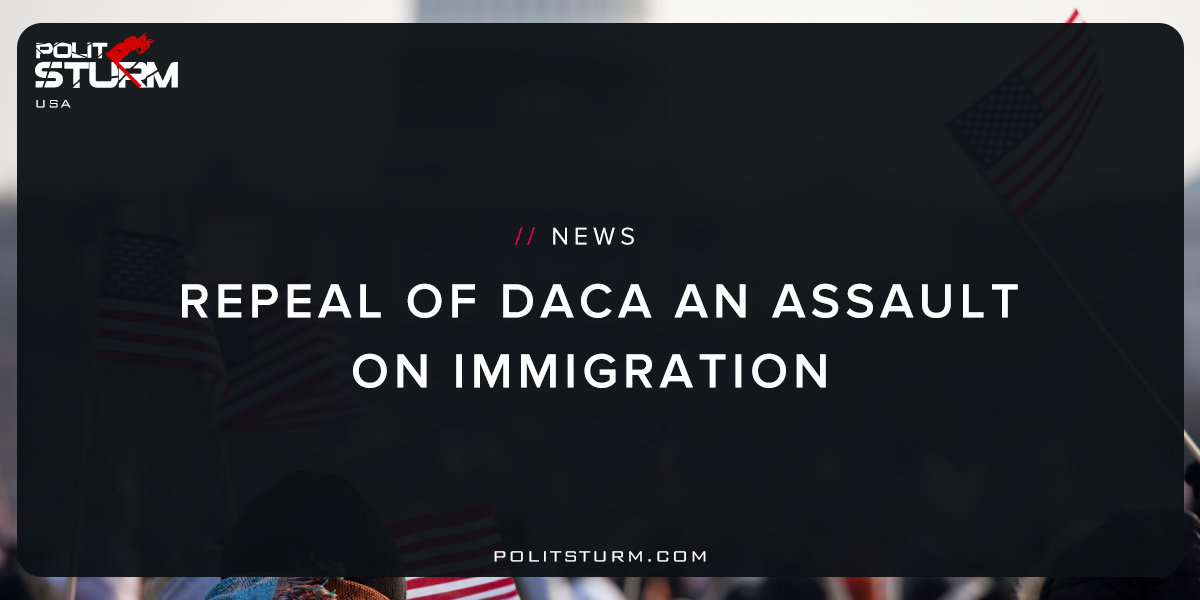 POLIT
STURM
USA
// NEWS
REPEAL OF DACA AN ASSAULT
ON IMMIGRATION
POLITSTURM.COM